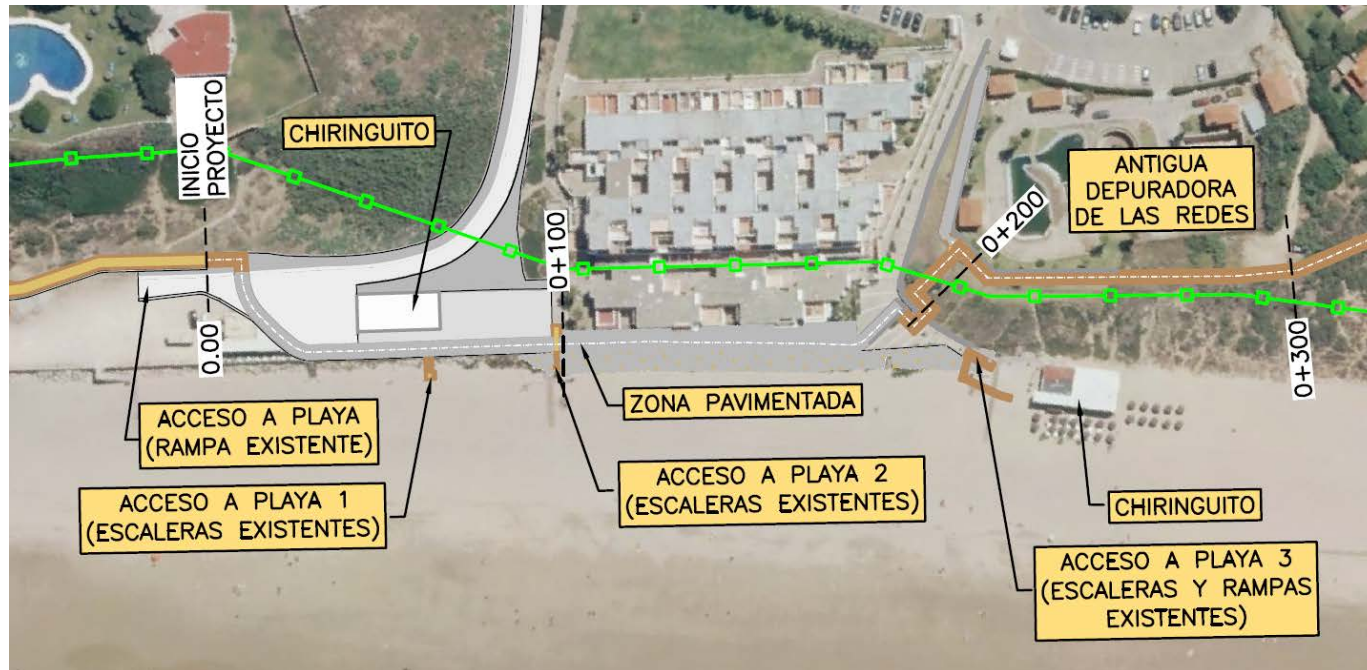 INICIO
PROYECTO
CHIRINGUITO
ANTIGUA
DEPURADORA
DE LAS REDES
0+200
0+100
0.00
0+300
ZONA PAVIMENTADA
ACCESO A PLAYA
(RAMPA EXISTENTE)
ACCESO A PLAYA 1
(ESCALERAS EXISTENTES)
ACCESO A PLAYA 2
(ESCALERAS EXISTENTES)
CHIRINGUITO
ACCESO A PLAYA 3
(ESCALERAS Y RAMPAS
EXISTENTES)